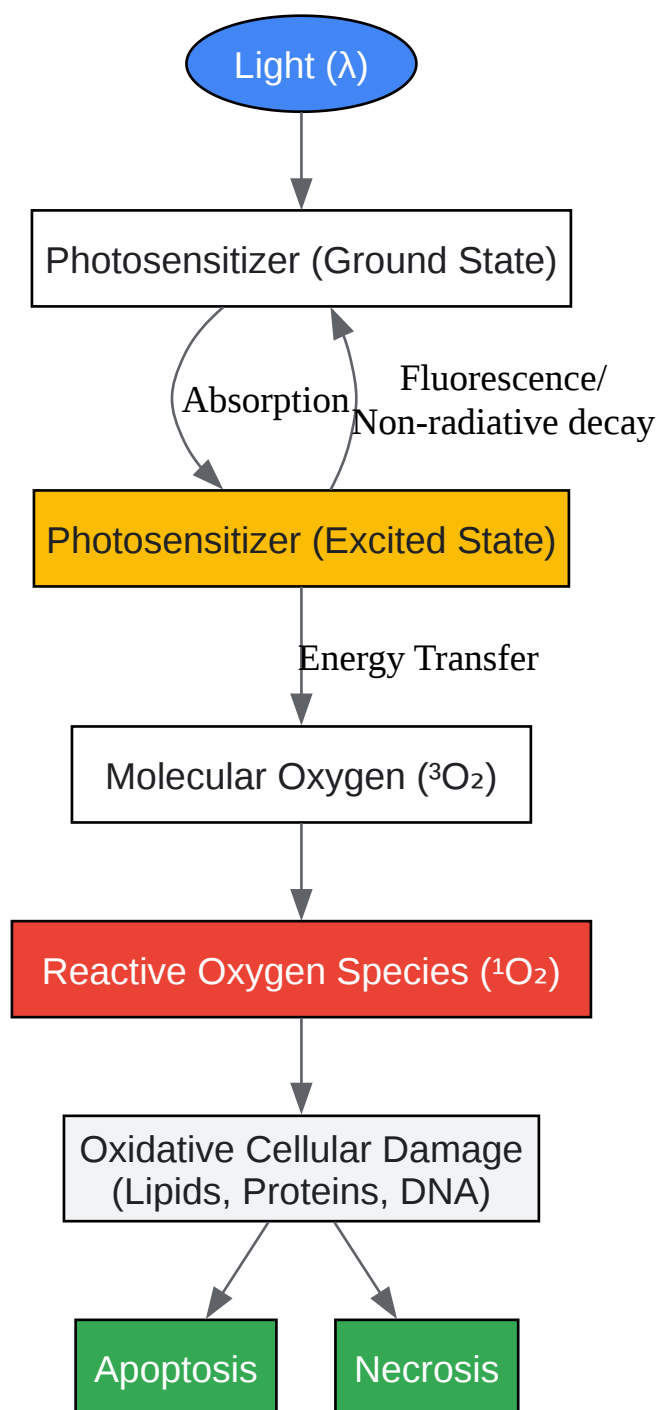 Light (λ)
Photosensitizer (Ground State)
Absorption
Fluorescence/
Non-radiative decay
Photosensitizer (Excited State)
Energy Transfer
Molecular Oxygen (³O₂)
Reactive Oxygen Species (¹O₂)
Oxidative Cellular Damage
(Lipids, Proteins, DNA)
Apoptosis
Necrosis